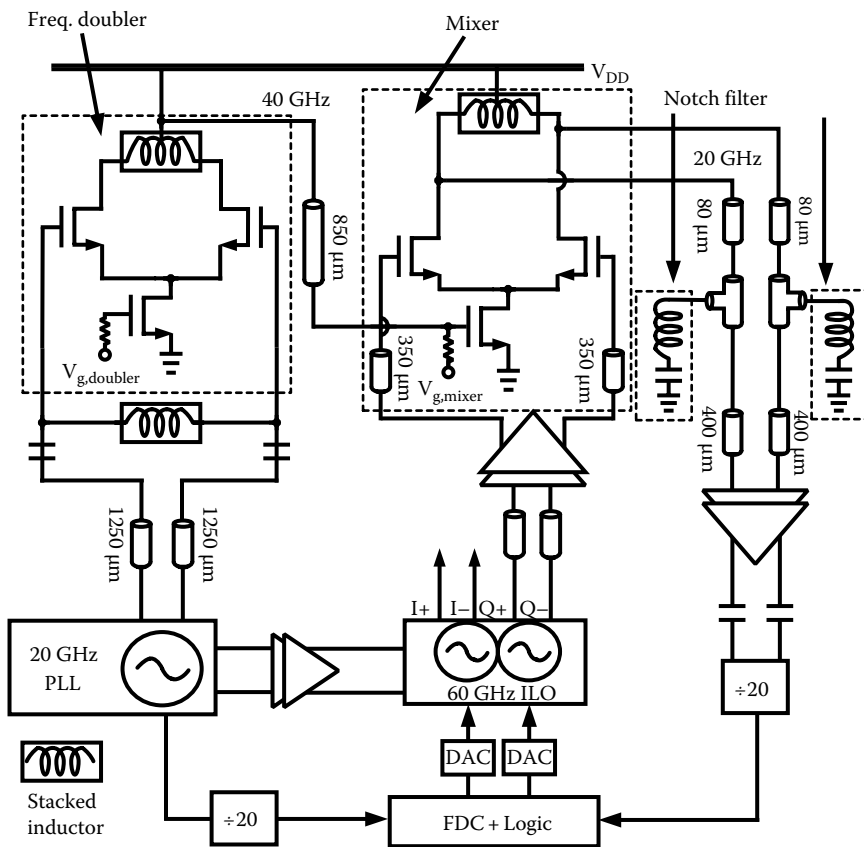 Freq. doubler
Mixer
V_DD
40 GHz
Notch filter
20 GHz
80 µm
80 µm
850 µm
350 µm
350 µm
V_g,doubler
V_g,mixer
400 µm
400 µm
1250 µm
1250 µm
I+ I− Q+ Q−
20 GHz
PLL
60 GHz ILO
÷20
DAC
DAC
Stacked
inductor
÷20
FDC + Logic